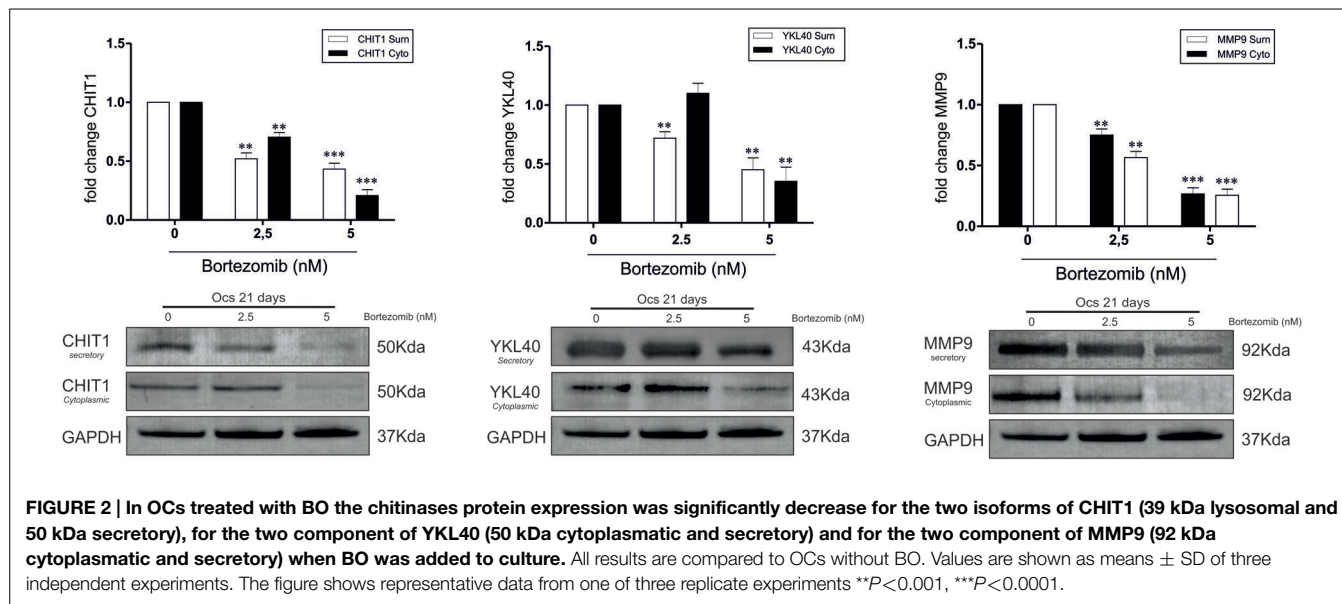 CHIT1 Surn
CHIT1 Cyto
fold change CHIT1
1.5
1.0
0.5
0.0
** ** *** ***
0 2,5 5
Bortezomib (nM)
Ocs 21 days
0 2.5 5 Bortezomib (nM)
CHIT1 secretory 50Kda
CHIT1 Cytoplasmic 50Kda
GAPDH 37Kda
YKL40 Surn
YKL40 Cyto
fold change YKL40
1.5
1.0
0.5
0.0
** ** **
0 2.5 5
Bortezomib (nM)
Ocs 21 days
0 2.5 5 Bortezomib (nM)
YKL40 Secretory 43Kda
YKL40 Cytoplasmic 43Kda
GAPDH 37Kda
MMP9 Cyto
MMP9 Surn
fold change MMP9
1.5
1.0
0.5
0.0
** ** *** ***
0 2,5 5
Bortezomib (nM)
Ocs 21 days
0 2.5 5 Bortezomib (nM)
MMP9 secretory 92Kda
MMP9 Cytoplasmic 92Kda
GAPDH 37Kda
FIGURE 2 | In OCs treated with BO the chitinases protein expression was significantly decrease for the two isoforms of CHIT1 (39 kDa lysosomal and
50 kDa secretory), for the two component of YKL40 (50 kDa cytoplasmatic and secretory) and for the two component of MMP9 (92 kDa
cytoplasmatic and secretory) when BO was added to culture. All results are compared to OCs without BO. Values are shown as means ± SD of three
independent experiments. The figure shows representative data from one of three replicate experiments **P<0.001, ***P<0.0001.